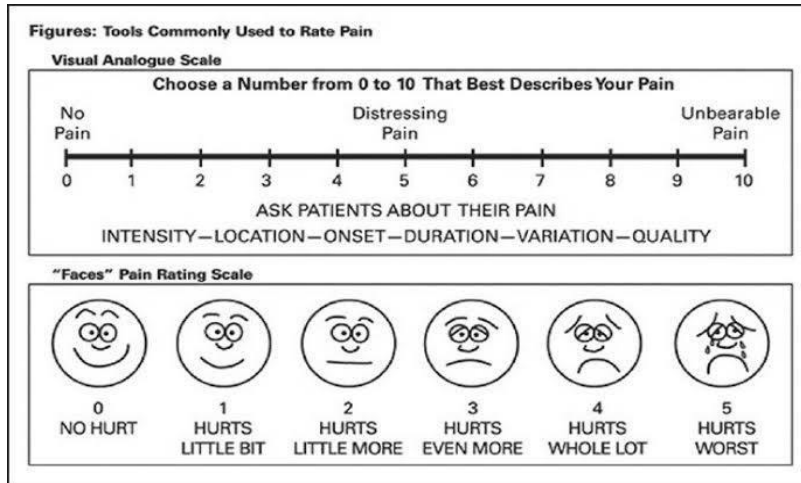 Figures: Tools Commonly Used to Rate Pain
Visual Analogue Scale
Choose a Number from 0 to 10 That Best Describes Your Pain
No Distressing Unbearable
Pain Pain Pain
0 1 2 3 4 5 6 7 8 9 10
ASK PATIENTS ABOUT THEIR PAIN
INTENSITY—LOCATION—ONSET—DURATION—VARIATION—QUALITY
"Faces" Pain Rating Scale
0 1 2 3 4 5
NO HURT HURTS HURTS HURTS HURTS HURTS
LITTLE BIT LITTLE MORE EVEN MORE WHOLE LOT WORST